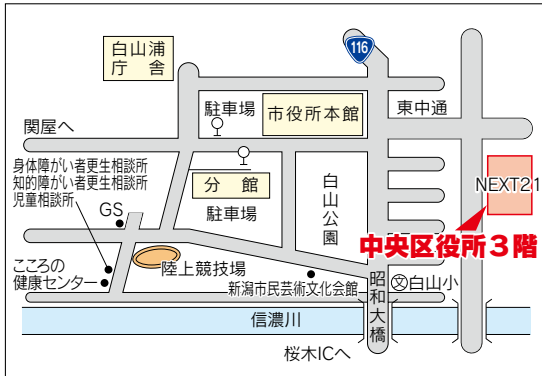 白山浦
庁舎
116
駐車場
市役所本館
東中通
関屋へ
身体障がい者更生相談所
知的障がい者更生相談所
児童相談所
分館
駐車場
白山公園
NEXT21
GS
中央区役所3階
こころの
健康センター
陸上競技場
新潟市民芸術文化会館
昭和大橋
文白山小
信濃川
桜木ICへ